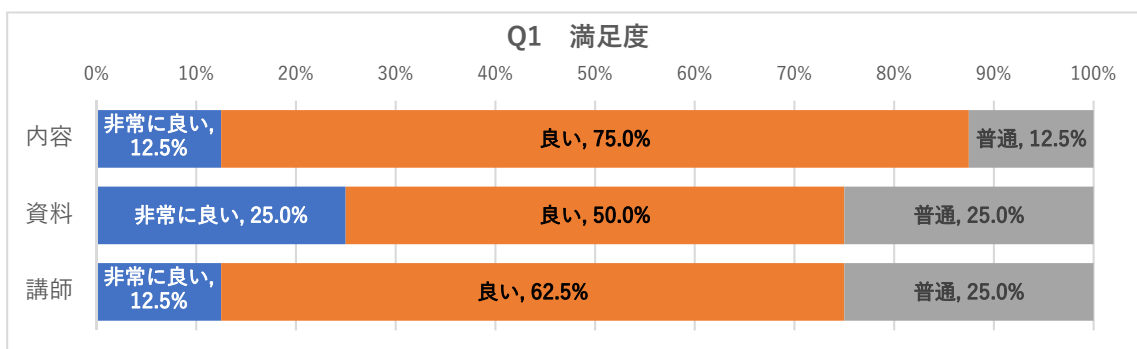 Q1　満足度
0% 10% 20% 30% 40% 50% 60% 70% 80% 90% 100%
内容
非常に良い,
12.5%
良い, 75.0%
普通, 12.5%
資料
非常に良い, 25.0%
良い, 50.0%
普通, 25.0%
講師
非常に良い,
12.5%
良い, 62.5%
普通, 25.0%